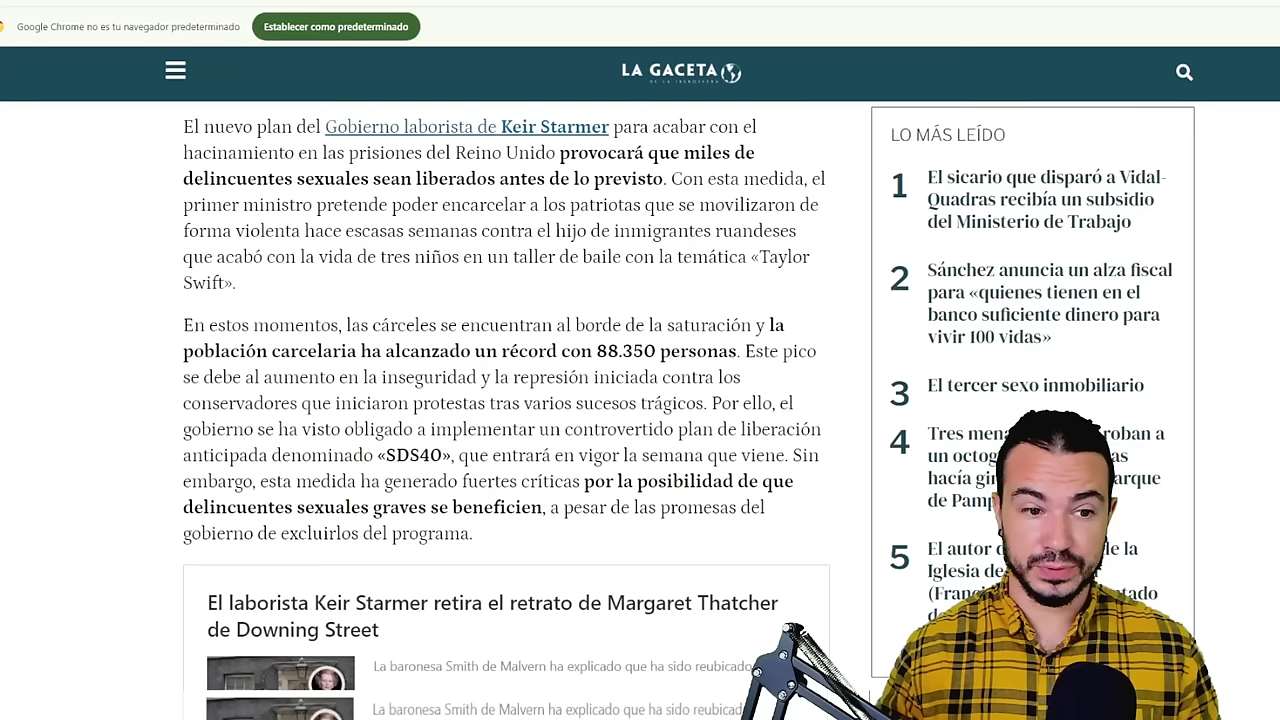 Google Chrome no es tu navegador predeterminado
Establecer como predeterminado
LA GACETA
DE LA IBEROSFERA
El nuevo plan del Gobierno laborista de Keir Starmer para acabar con el
hacinamiento en las prisiones del Reino Unido provocará que miles de
delincuentes sexuales sean liberados antes de lo previsto. Con esta medida, el
primer ministro pretende poder encarcelar a los patriotas que se movilizaron de
forma violenta hace escasas semanas contra el hijo de inmigrantes ruandeses
que acabó con la vida de tres niños en un taller de baile con la temática «Taylor
Swift».
En estos momentos, las cárceles se encuentran al borde de la saturación y la
población carcelaria ha alcanzado un récord con 88.350 personas. Este pico
se debe al aumento en la inseguridad y la represión iniciada contra los
conservadores que iniciaron protestas tras varios sucesos trágicos. Por ello, el
gobierno se ha visto obligado a implementar un controvertido plan de liberación
anticipada denominado «SDS40», que entrará en vigor la semana que viene. Sin
embargo, esta medida ha generado fuertes críticas por la posibilidad de que
delincuentes sexuales graves se beneficien, a pesar de las promesas del
gobierno de excluirlos del programa.
El laborista Keir Starmer retira el retrato de Margaret Thatcher
de Downing Street
La baronesa Smith de Malvern ha explicado que ha sido reubicado
La baronesa Smith de Malvern ha explicado que ha sido reubicad
LO MÁS LEÍDO
1 El sicario que disparó a Vidal-
Quadras recibía un subsidio
del Ministerio de Trabajo
2 Sánchez anuncia un alza fiscal
para «quienes tienen en el
banco suficiente dinero para
vivir 100 vidas»
3 El tercer sexo inmobiliario
4 Tres roban a
un
hacía
de
5 El autor de la
Iglesia